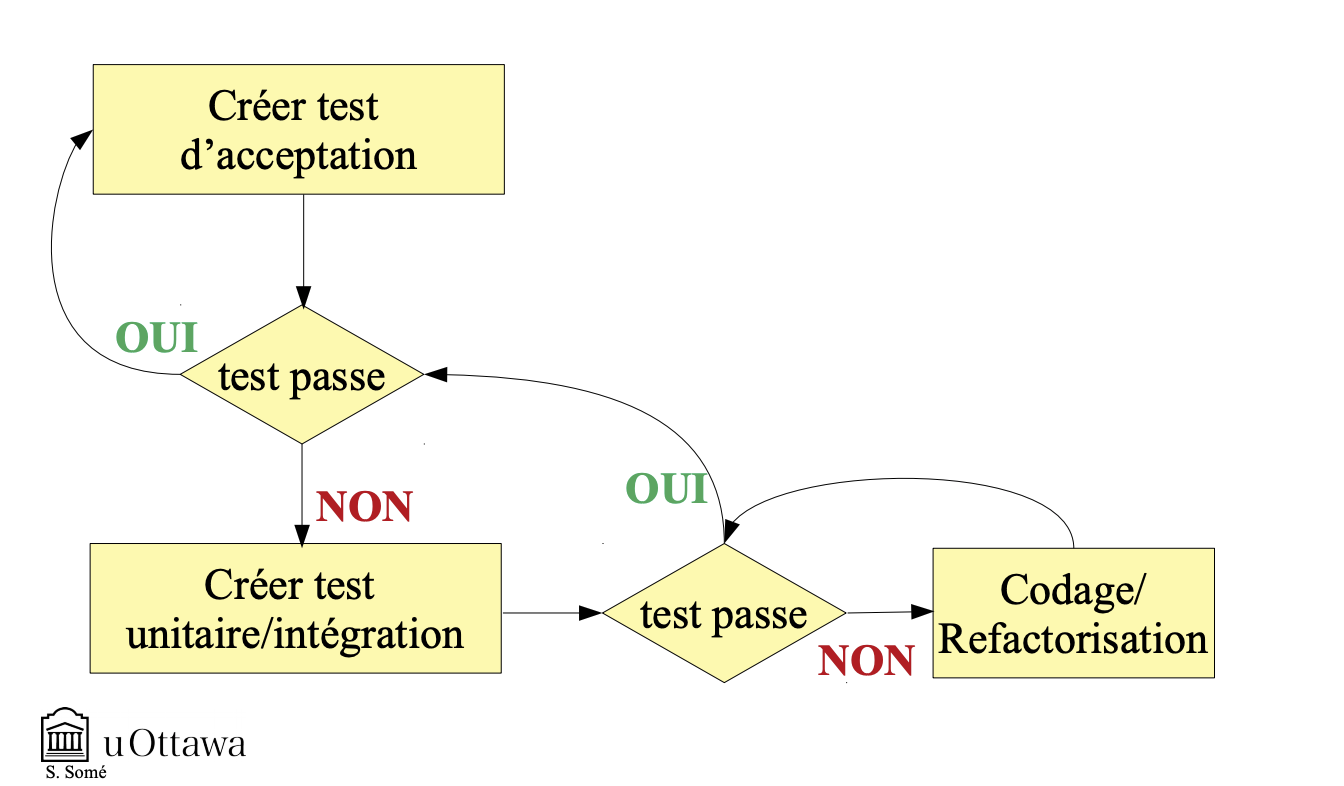 Créer test
d’acceptation
OUI
test passe
NON
OUI
Créer test
unitaire/intégration
test passe
NON
Codage/
Refactorisation
uOttawa
S. Somé